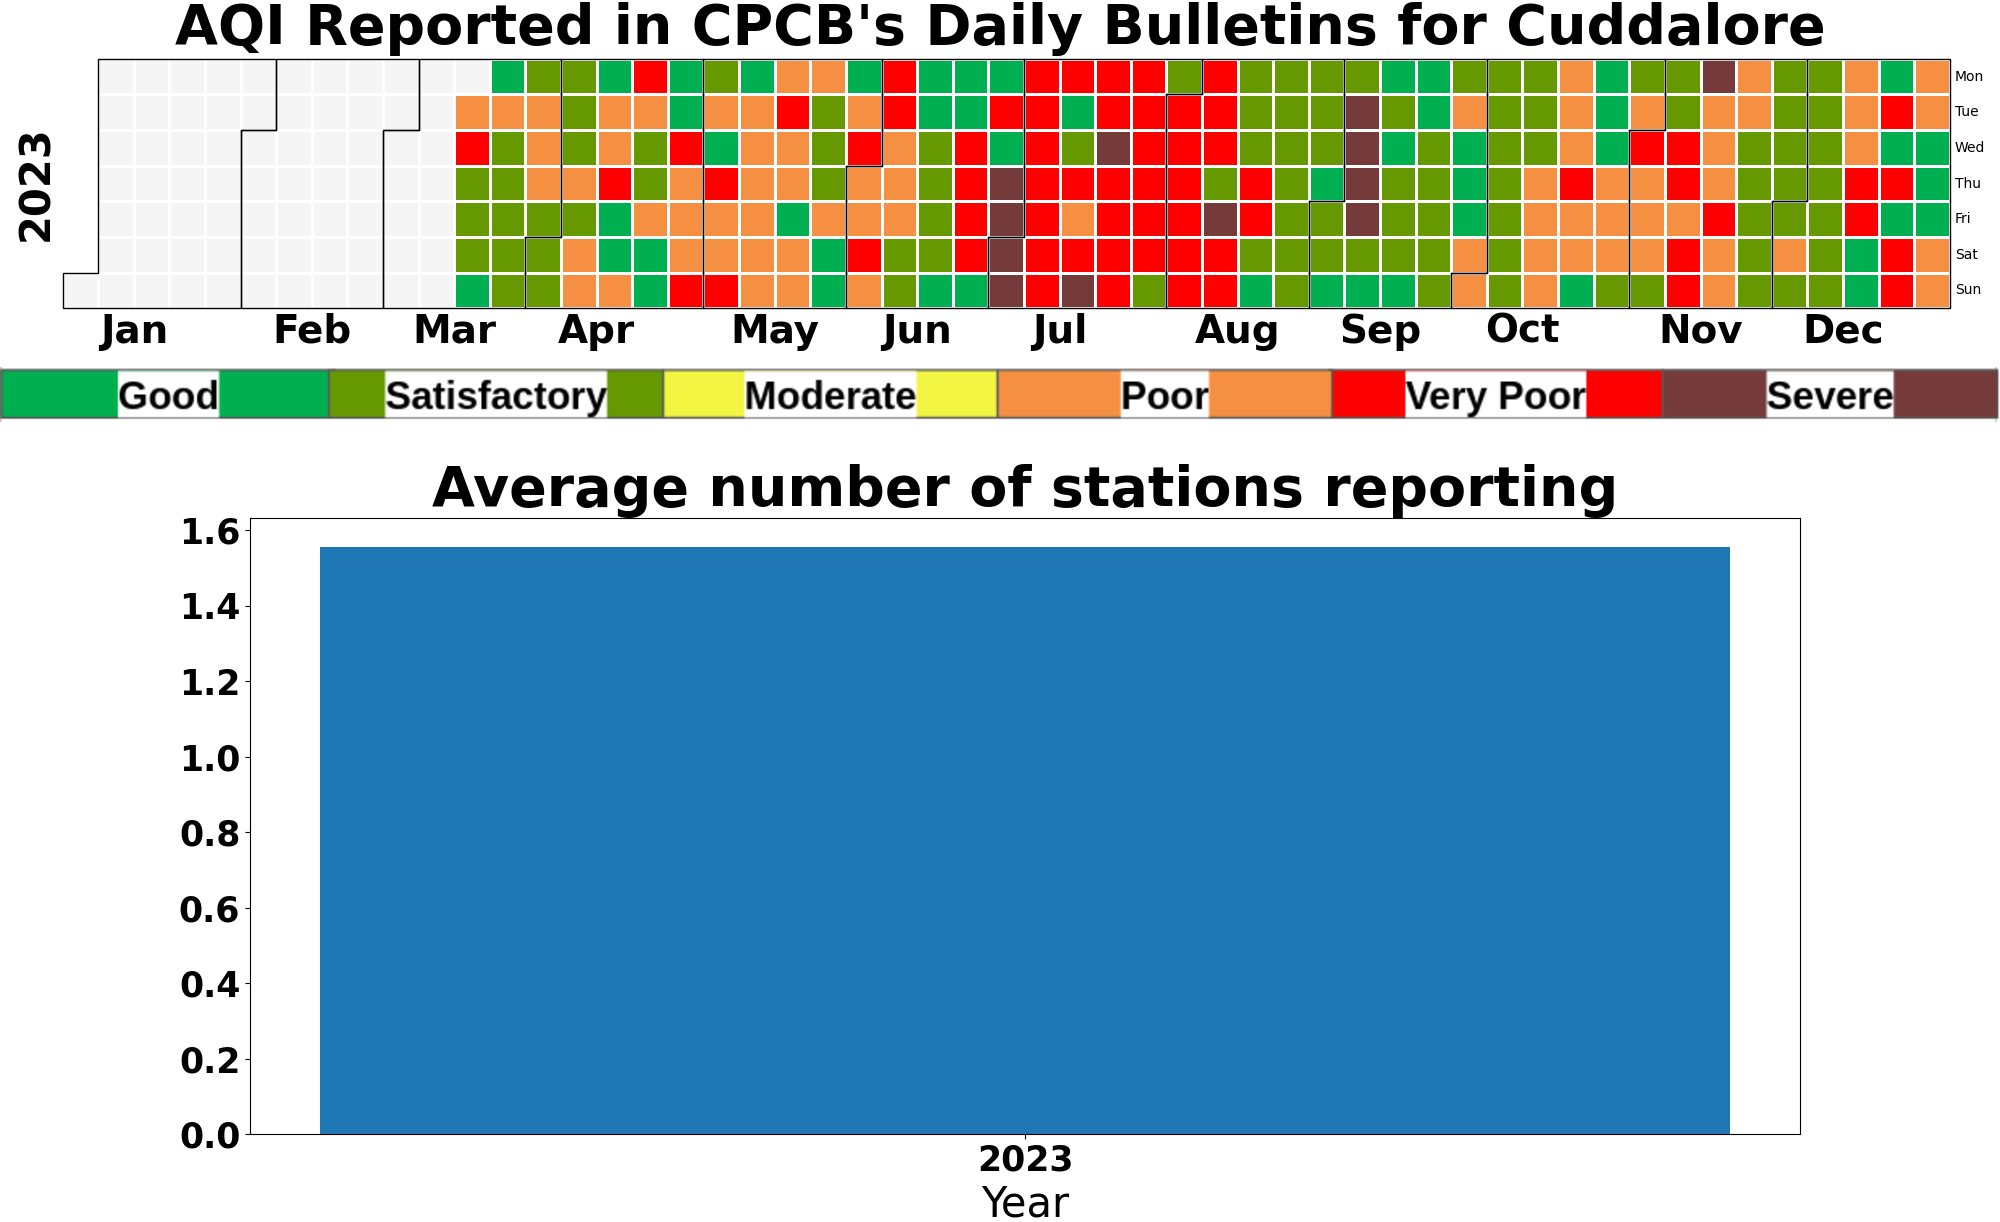 AQI Reported in CPCB's Daily Bulletins for Cuddalore
2023
Mon
Tue
Wed
Thu
Fri
Sat
Sun
Jan Feb Mar Apr May Jun Jul Aug Sep Oct Nov Dec
Good Satisfactory Moderate Poor Very Poor Severe
Average number of stations reporting
1.6
1.4
1.2
1.0
0.8
0.6
0.4
0.2
0.0
2023
Year